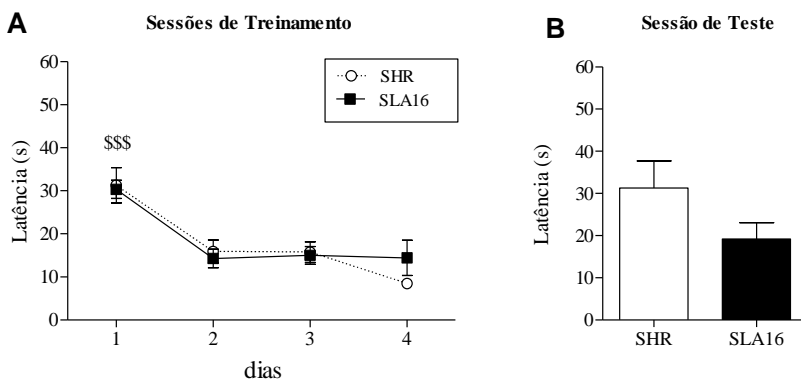 A
Sessões de Treinamento
60
50
40
30
20
10
0
Latência (s)
$$$
SHR
SLA16
1 2 3 4
dias
B
Sessão de Teste
60
50
40
30
20
10
0
Latência (s)
SHR SLA16